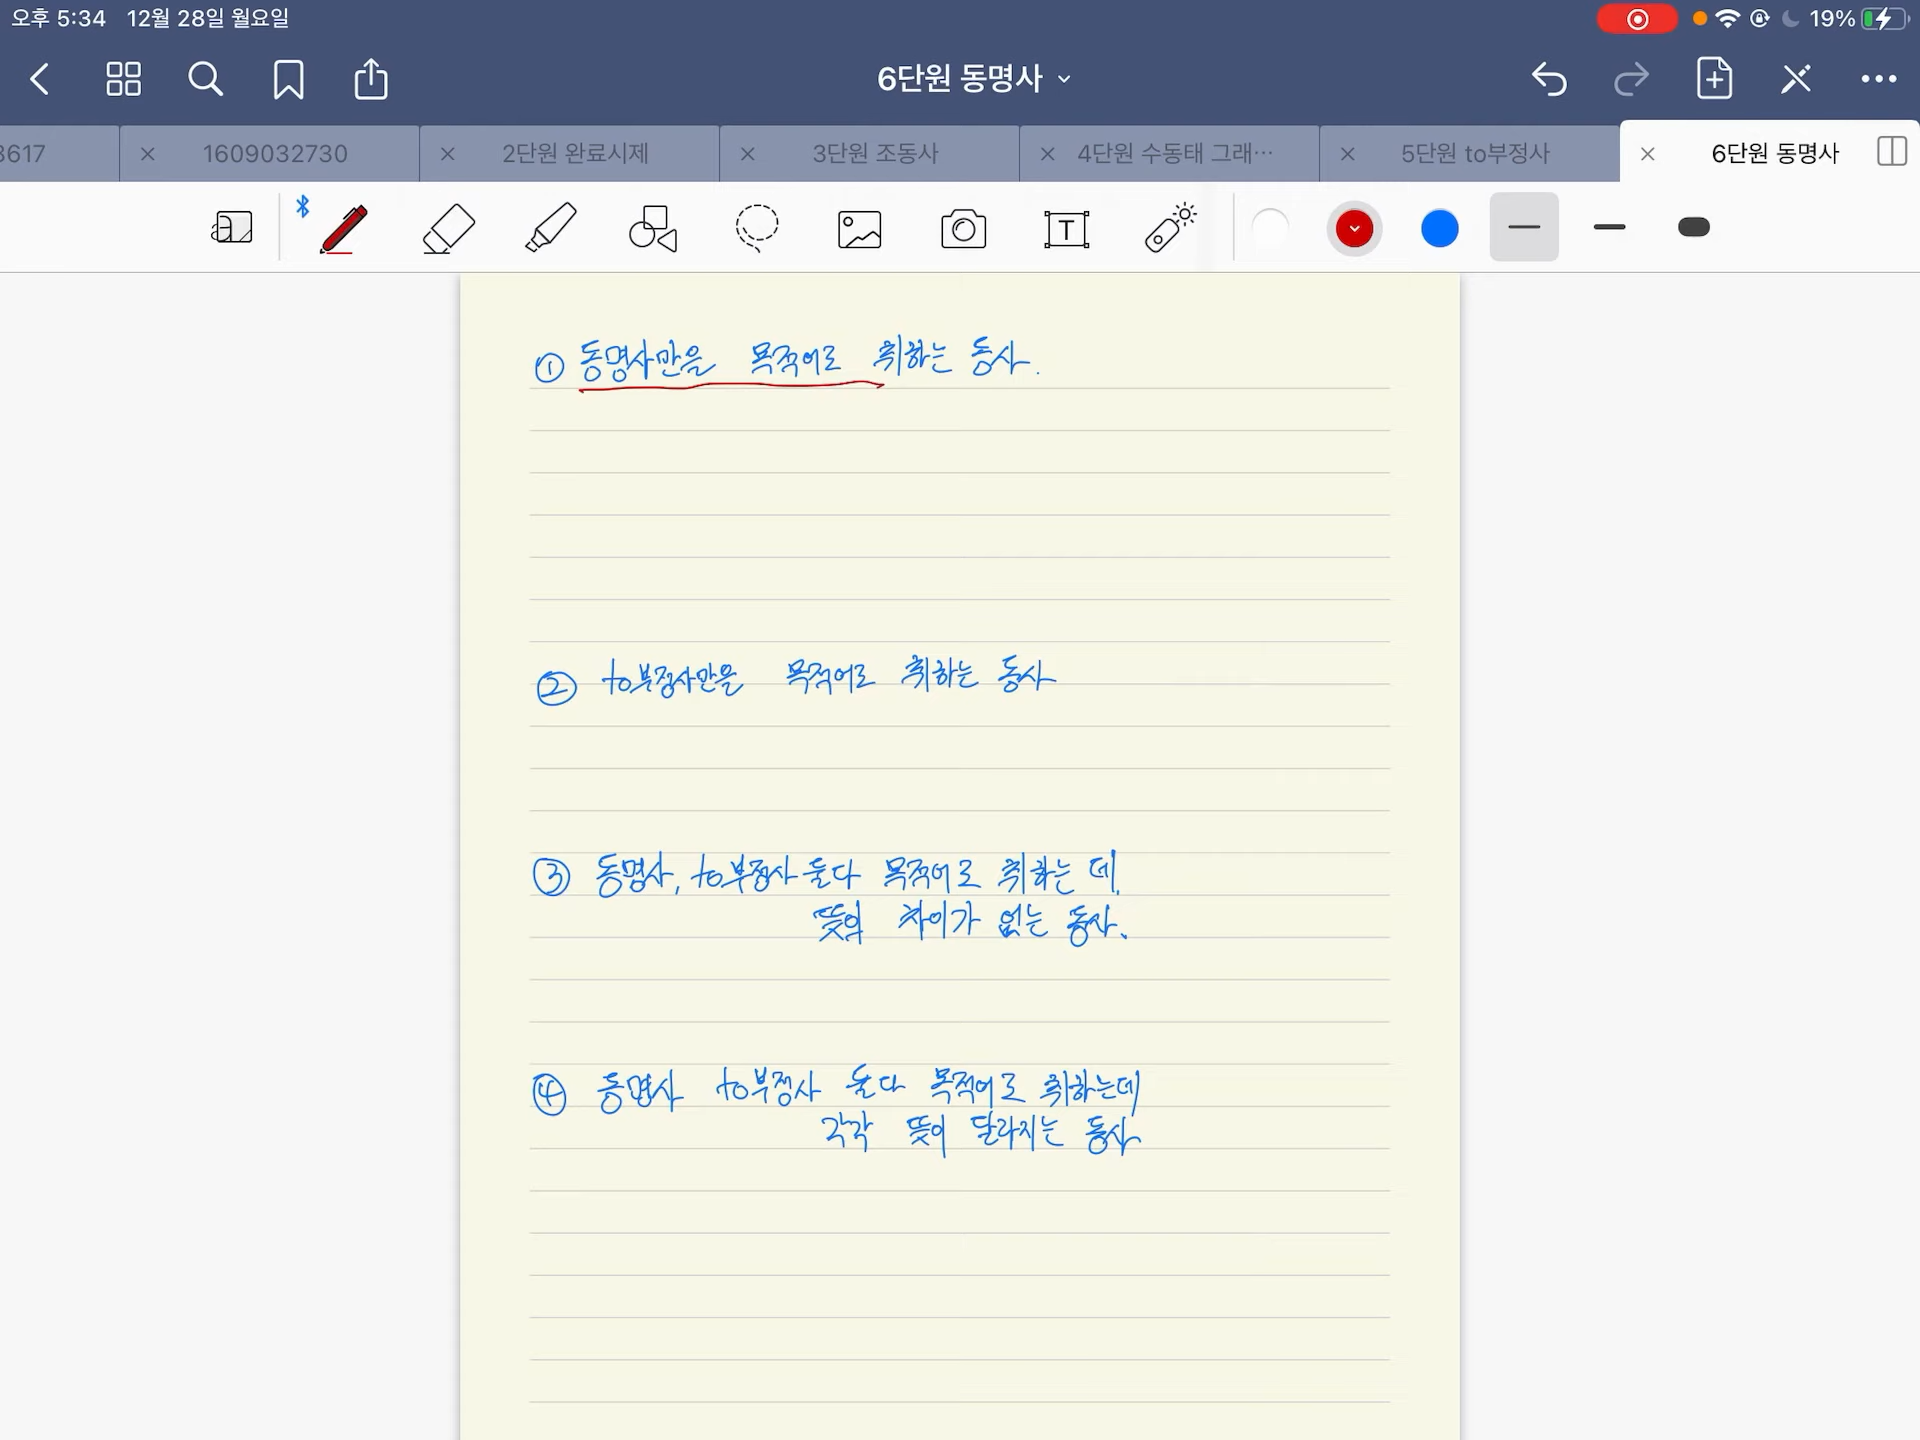 오후 5:34 12월 28일 월요일
19%
6단원 동명사
3617
1609032730
2단원 완료시제
3단원 조동사
4단원 수동태 그래…
5단원 to부정사
6단원 동명사
① 동명사만을 목적어로 취하는 동사.
② to부정사만을 목적어로 취하는 동사
③ 동명사, to부정사 둘다 목적어로 취하는 데,
뜻의 차이가 없는 동사.
④ 동명사 to부정사 둘다 목적어로 취하는데
각각 뜻이 달라지는 동사